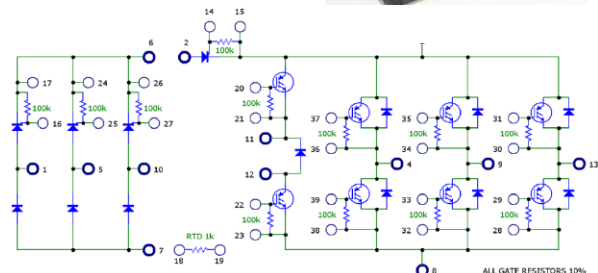 14 15
6 2
100k
17 24 26
20
100k 100k 100k
100k
37 35 31
16 25 27
21
100k 100k 100k
11
36 34 30
1 5 10
12
4 9 13
39 33 29
22
100k 100k 100k
100k
RTD 1k
7
38 32 28
23
18 19
8
ALL GATE RESISTORS 10%